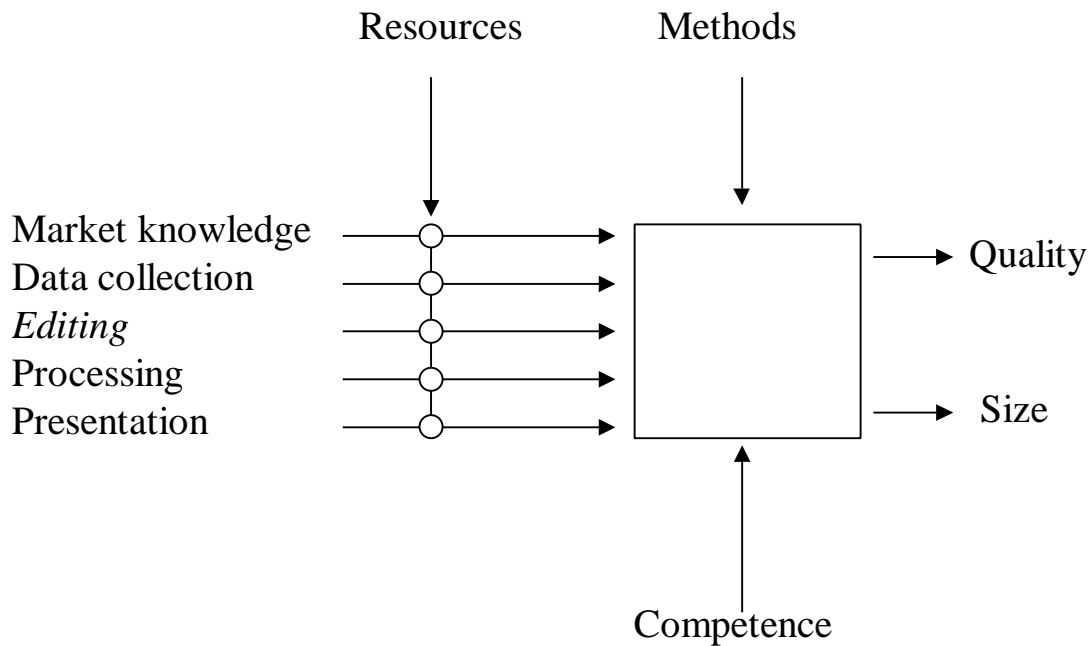 Resources
Methods
Market knowledge
Data collection
Editing
Processing
Presentation
Quality
Size
Competence